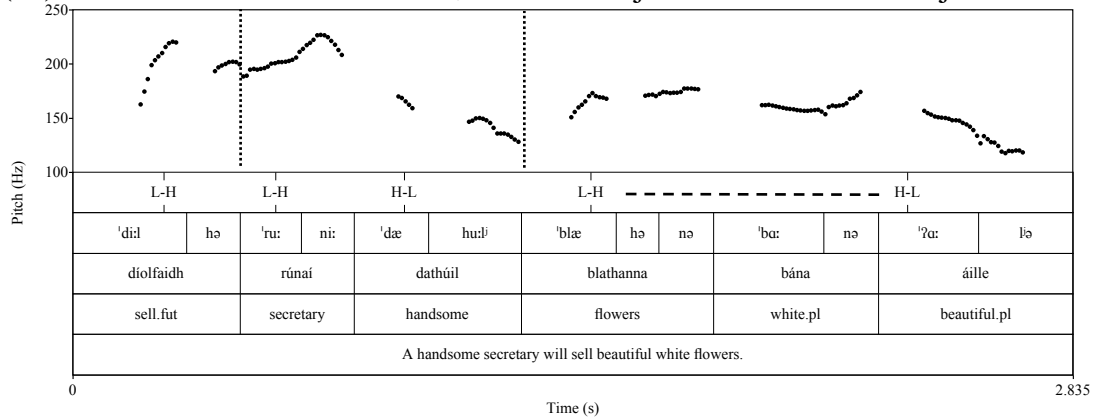 250
200
150
100
Pitch (Hz)
L-H L-H H-L L-H H-L
ˈdiːl hə ˈruː niː ˈdæ huːlʲ ˈblæ hə nə ˈbɑː nə ˈʔɑː lʲə
díolfaidh rúnaí dathúil blathanna bána áille
sell.fut secretary handsome flowers white.pl beautiful.pl
A handsome secretary will sell beautiful white flowers.
0 2.835
Time (s)